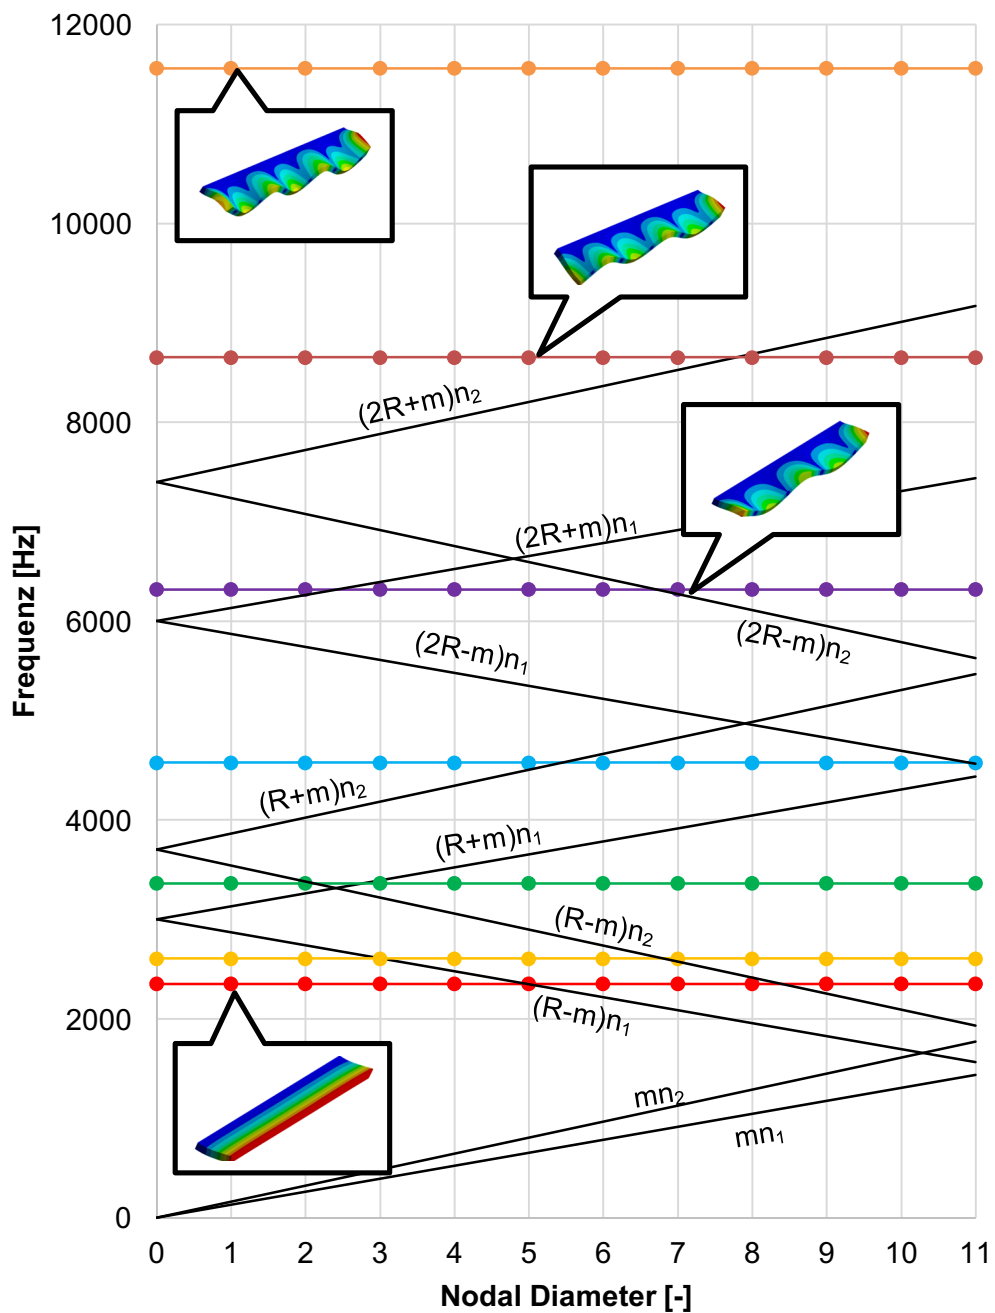 12000
10000
8000
6000
4000
2000
0
Frequenz [Hz]
(2R+m)n₂
(2R+m)n₁
(2R-m)n₁
(2R-m)n₂
(R+m)n₂
(R+m)n₁
(R-m)n₂
(R-m)n₁
mn₂
mn₁
0 1 2 3 4 5 6 7 8 9 10 11
Nodal Diameter [-]